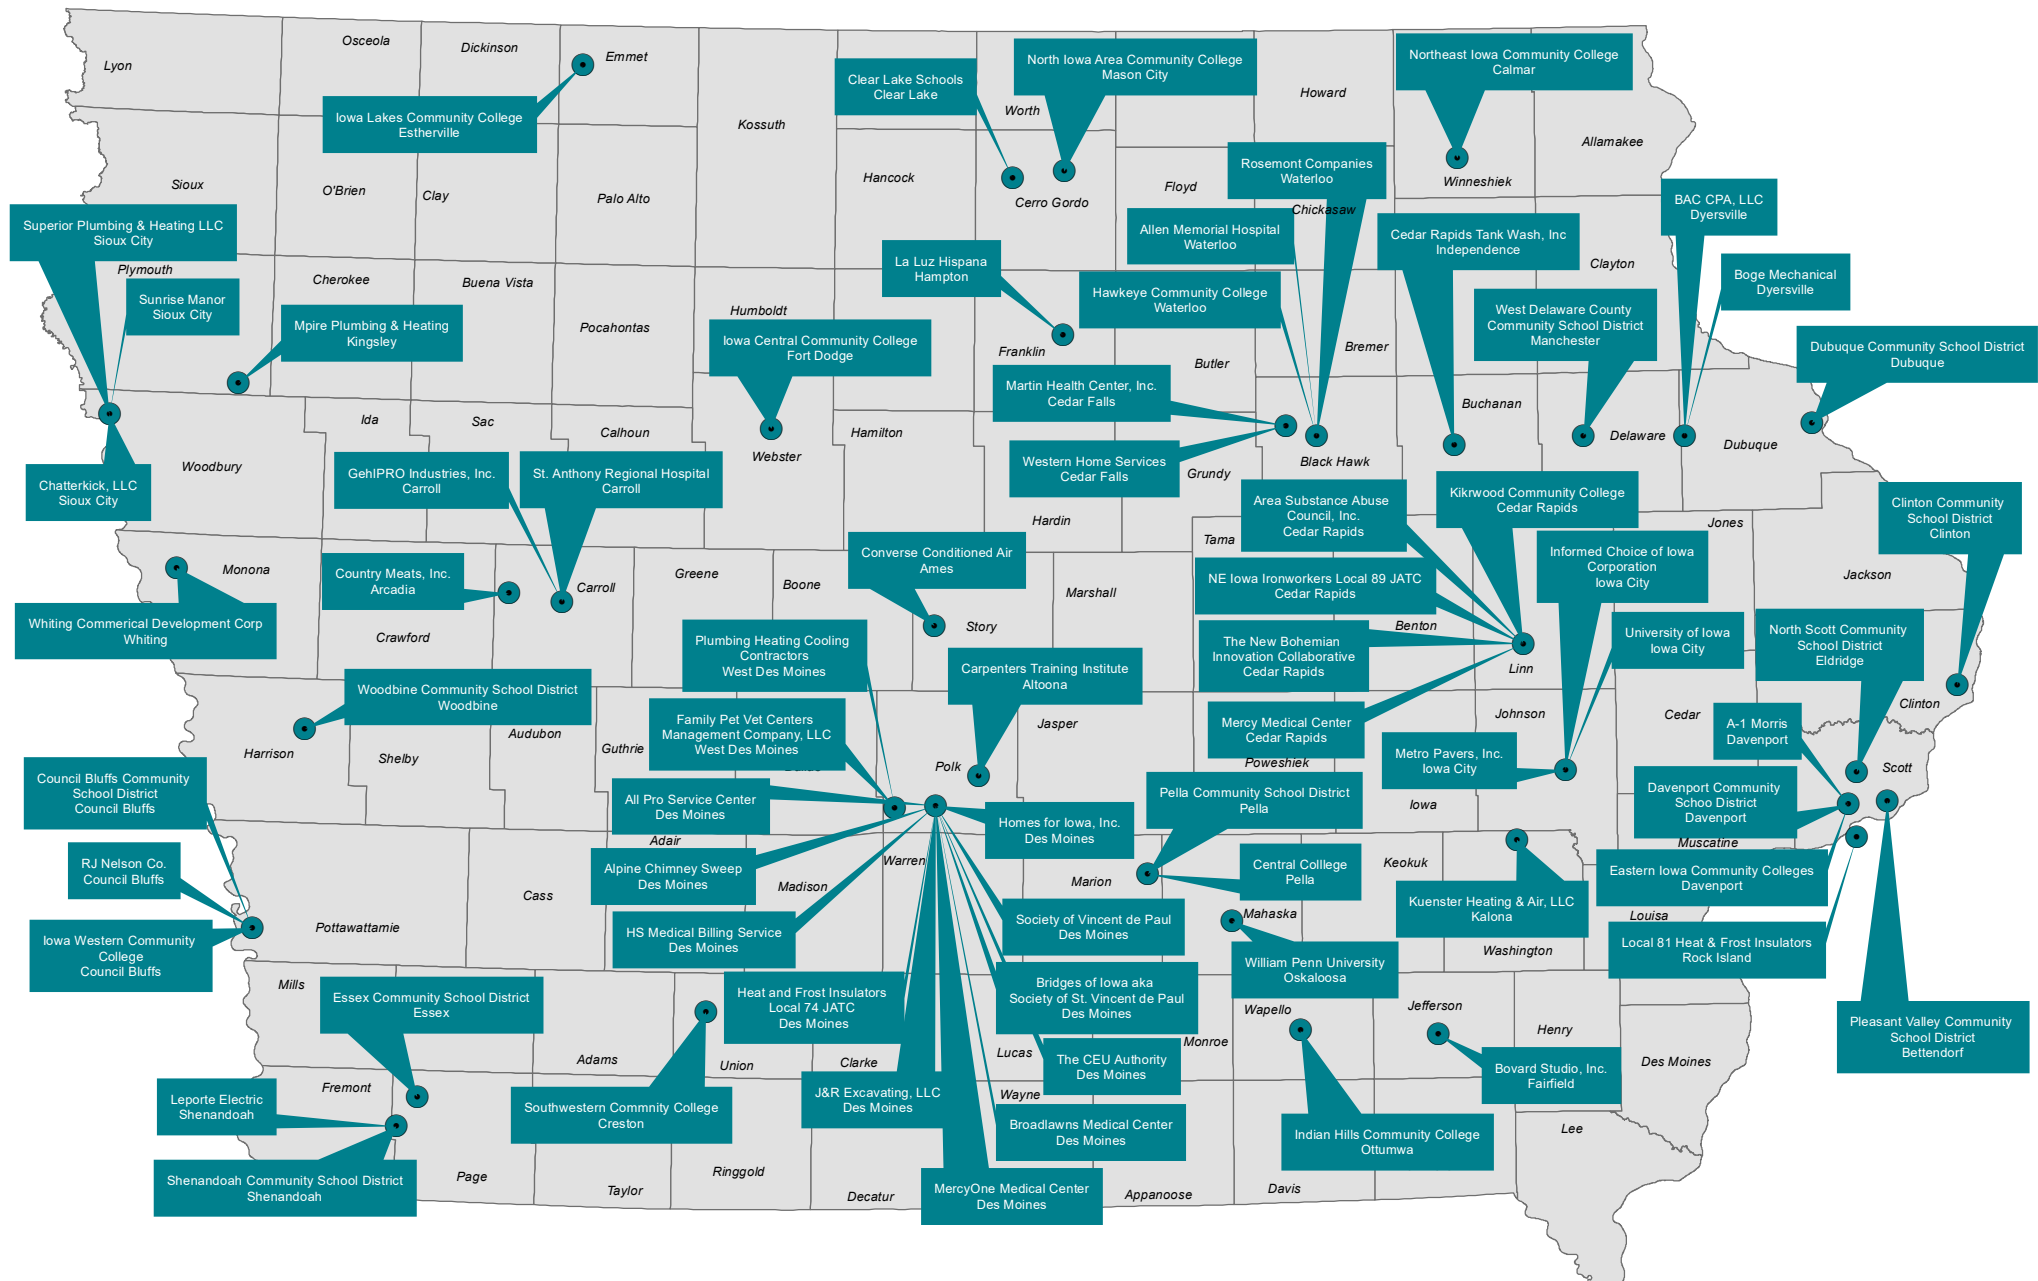 Osceola
Dickinson
Emmet
Lyon
Iowa Lakes Community College
Estherville
Kossuth
Clear Lake Schools
Clear Lake
North Iowa Area Community College
Mason City
Worth
Howard
Northeast Iowa Community College
Calmar
Allamakee
Sioux
O'Brien
Clay
Palo Alto
Hancock
Cerro Gordo
Floyd
Rosemont Companies
Waterloo
Chickasaw
Winneshiek
BAC CPA, LLC
Dyersville
Superior Plumbing & Heating LLC
Sioux City
Allen Memorial Hospital
Waterloo
Cedar Rapids Tank Wash, Inc
Independence
Clayton
Boge Mechanical
Dyersville
Plymouth
Sunrise Manor
Sioux City
Cherokee
Buena Vista
La Luz Hispana
Hampton
Hawkeye Community College
Waterloo
West Delaware County
Community School District
Manchester
Mpire Plumbing & Heating
Kingsley
Pocahontas
Humboldt
Iowa Central Community College
Fort Dodge
Franklin
Butler
Bremer
Dubuque Community School District
Dubuque
Martin Health Center, Inc.
Cedar Falls
Buchanan
Ida
Sac
Calhoun
Webster
Hamilton
Western Home Services
Cedar Falls
Grundy
Black Hawk
Delaware
Dubuque
Woodbury
Chatterkick, LLC
Sioux City
GehlPRO Industries, Inc.
Carroll
St. Anthony Regional Hospital
Carroll
Hardin
Area Substance Abuse
Council, Inc.
Cedar Rapids
Kikrwood Community College
Cedar Rapids
Jones
Clinton Community
School District
Clinton
Tama
Informed Choice of Iowa
Corporation
Iowa City
Monona
Country Meats, Inc.
Arcadia
Carroll
Greene
Boone
Converse Conditioned Air
Ames
Marshall
NE Iowa Ironworkers Local 89 JATC
Cedar Rapids
Jackson
Whiting Commerical Development Corp
Whiting
Crawford
Plumbing Heating Cooling
Contractors
West Des Moines
Story
Benton
The New Bohemian
Innovation Collaborative
Cedar Rapids
Linn
University of Iowa
Iowa City
North Scott Community
School District
Eldridge
Carpenters Training Institute
Altoona
Woodbine Community School District
Woodbine
Harrison
Shelby
Audubon
Guthrie
Family Pet Vet Centers
Management Company, LLC
West Des Moines
Jasper
Mercy Medical Center
Cedar Rapids
Johnson
Cedar
Clinton
A-1 Morris
Davenport
Metro Pavers, Inc.
Iowa City
Polk
Poweshiek
Scott
Council Bluffs Community
School District
Council Bluffs
All Pro Service Center
Des Moines
Pella Community School District
Pella
Iowa
Davenport Community
Schoo District
Davenport
Homes for Iowa, Inc.
Des Moines
Adair
Muscatine
RJ Nelson Co.
Council Bluffs
Alpine Chimney Sweep
Des Moines
Warren
Madison
Marion
Central Colllege
Pella
Keokuk
Eastern Iowa Community Colleges
Davenport
Cass
Kuenster Heating & Air, LLC
Kalona
Louisa
Pottawattamie
Iowa Western Community
College
Council Bluffs
HS Medical Billing Service
Des Moines
Society of Vincent de Paul
Des Moines
Mahaska
Washington
Local 81 Heat & Frost Insulators
Rock Island
William Penn University
Oskaloosa
Mills
Essex Community School District
Essex
Heat and Frost Insulators
Local 74 JATC
Des Moines
Bridges of Iowa aka
Society of St. Vincent de Paul
Des Moines
Wapello
Jefferson
Henry
Pleasant Valley Community
School District
Bettendorf
Adams
Union
Clarke
Lucas
Monroe
The CEU Authority
Des Moines
Des Moines
Bovard Studio, Inc.
Fairfield
Fremont
Leporte Electric
Shenandoah
Southwestern Commnity College
Creston
J&R Excavating, LLC
Des Moines
Wayne
Broadlawns Medical Center
Des Moines
Indian Hills Community College
Ottumwa
Lee
Shenandoah Community School District
Shenandoah
Page
Taylor
Ringgold
Decatur
MercyOne Medical Center
Des Moines
Appanoose
Davis